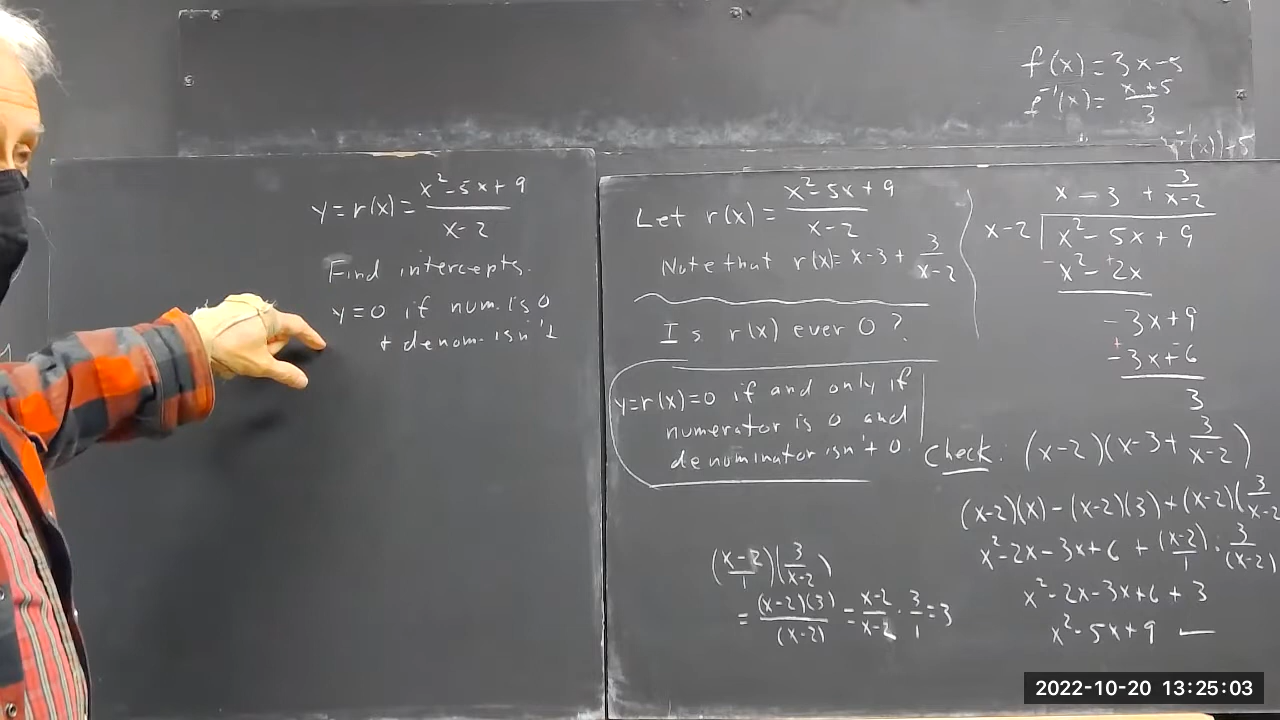 f(x) = 3x-5
f⁻¹(x) = (x+5)/3
⁻¹(x))+5
y = r(x) = (x²-5x+9)/(x-2)
Find intercepts.
y=0 if num. is 0
+ denom. isn't
Let r(x) = (x²-5x+9)/(x-2)
Note that r(x) = x-3 + 3/(x-2)
Is r(x) ever 0?
y=r(x)=0 if and only if
numerator is 0 and
denominator isn't 0.
((x-2)/1)(3/(x-2))
= (x-2)(3)/(x-2) = (x-2)/(x-2) · 3/1 = 3
x - 3 + 3/(x-2)
x-2 x² - 5x + 9
x² - 2x
-3x+9
-3x+6
3
Check: (x-2)(x-3+ 3/(x-2))
(x-2)(x) - (x-2)(3) + (x-2)(3/(x-2
x²-2x-3x+6 + (x-2)/1 · 3/(x-2)
x²-2x-3x+6+3
x²-5x+9
2022-10-20 13:25:03